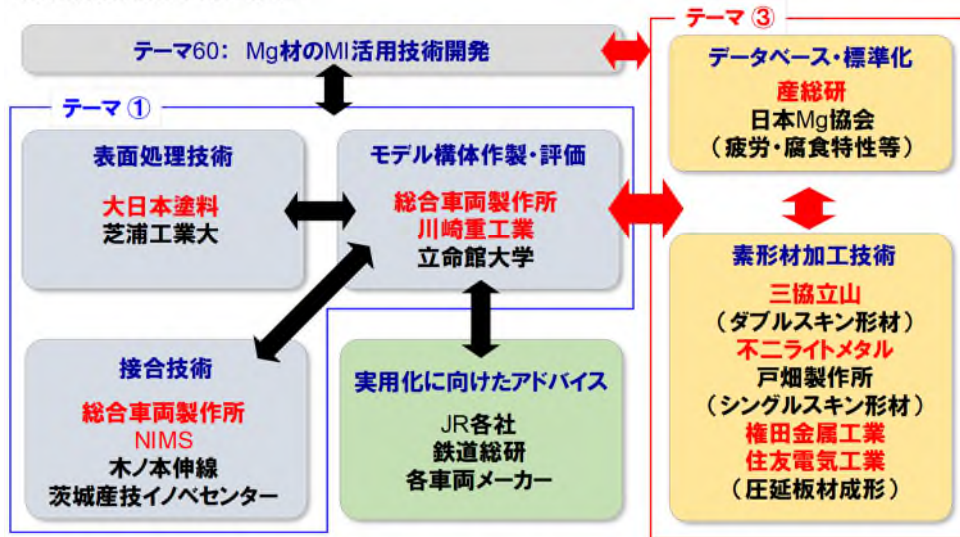 テーマ60: Mg材のMI活用技術開発
テーマ ①
表面処理技術
大日本塗料
芝浦工業大
モデル構体作製・評価
総合車両製作所
川崎重工業
立命館大学
接合技術
総合車両製作所
NIMS
木ノ本伸線
茨城産技イノベセンター
実用化に向けたアドバイス
JR各社
鉄道総研
各車両メーカー
テーマ ③
データベース・標準化
産総研
日本Mg協会
(疲労・腐食特性等)
素形材加工技術
三協立山
(ダブルスキン形材)
不二ライトメタル
戸畑製作所
(シングルスキン形材)
権田金属工業
住友電気工業
(圧延板材成形)